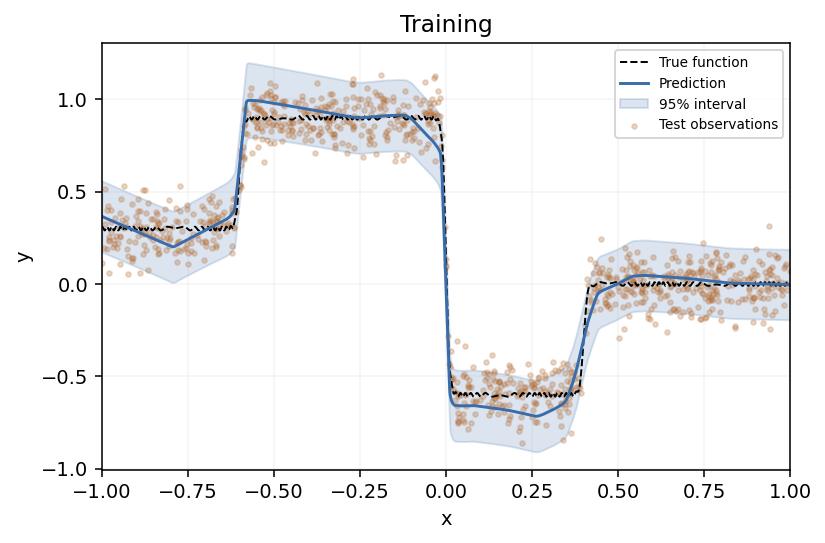 Training
True function
Prediction
95% interval
Test observations
y
1.0
0.5
0.0
−0.5
−1.0
−1.00 −0.75 −0.50 −0.25 0.00 0.25 0.50 0.75 1.00
x